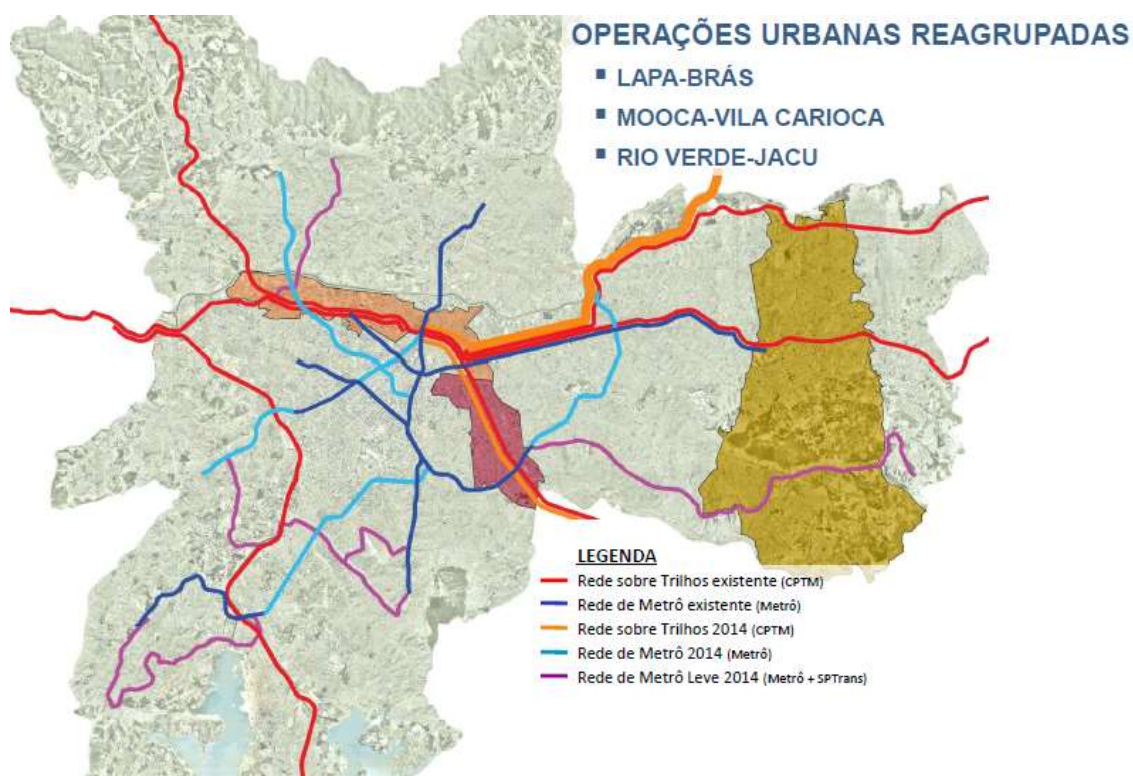 OPERAÇÕES URBANAS REAGRUPADAS
▪ LAPA-BRÁS
▪ MOOCA-VILA CARIOCA
▪ RIO VERDE-JACU
LEGENDA
Rede sobre Trilhos existente (CPTM)
Rede de Metrô existente (Metrô)
Rede sobre Trilhos 2014 (CPTM)
Rede de Metrô 2014 (Metrô)
Rede de Metrô Leve 2014 (Metrô + SPTrans)